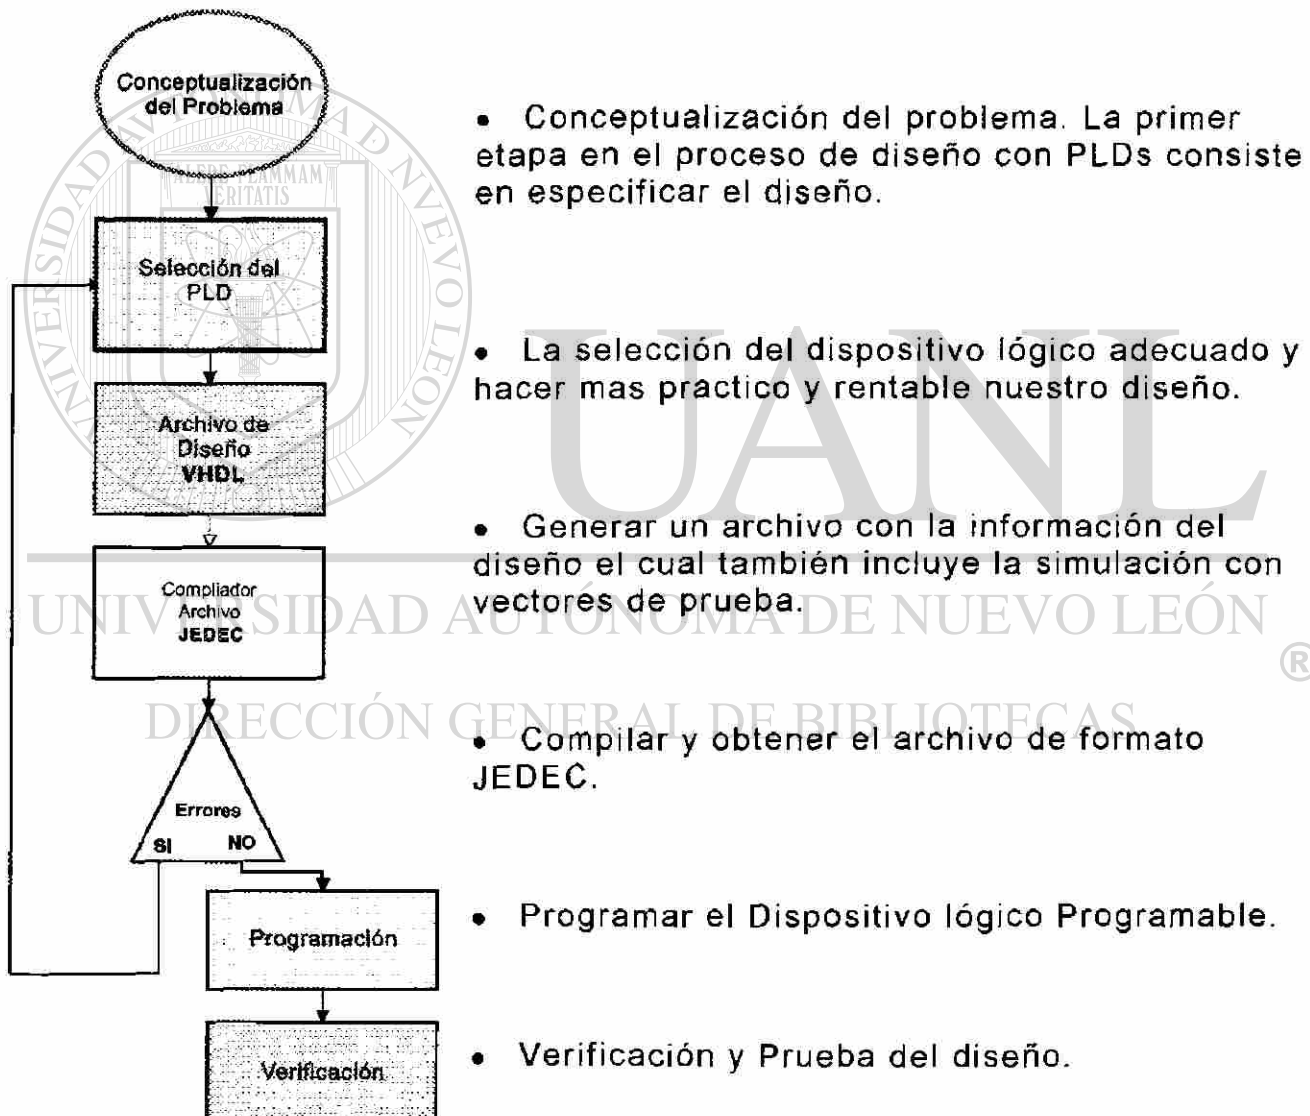 Conceptualización
del Problema
• Conceptualización del problema. La primer
etapa en el proceso de diseño con PLDs consiste
en especificar el diseño.
ALERE FLAMMAM
VERITATIS
Selección del
PLD
• La selección del dispositivo lógico adecuado y
hacer mas practico y rentable nuestro diseño.
Archivo de
Diseño
VHDL
UANL
• Generar un archivo con la información del
diseño el cual también incluye la simulación con
vectores de prueba.
Compliador
Archivo
JEDEC
UNIVERSIDAD AUTÓNOMA DE NUEVO LEÓN
®
DIRECCIÓN GENERAL DE BIBLIOTECAS
• Compilar y obtener el archivo de formato
JEDEC.
Errores
SI NO
Programación
• Programar el Dispositivo lógico Programable.
Verificación
• Verificación y Prueba del diseño.